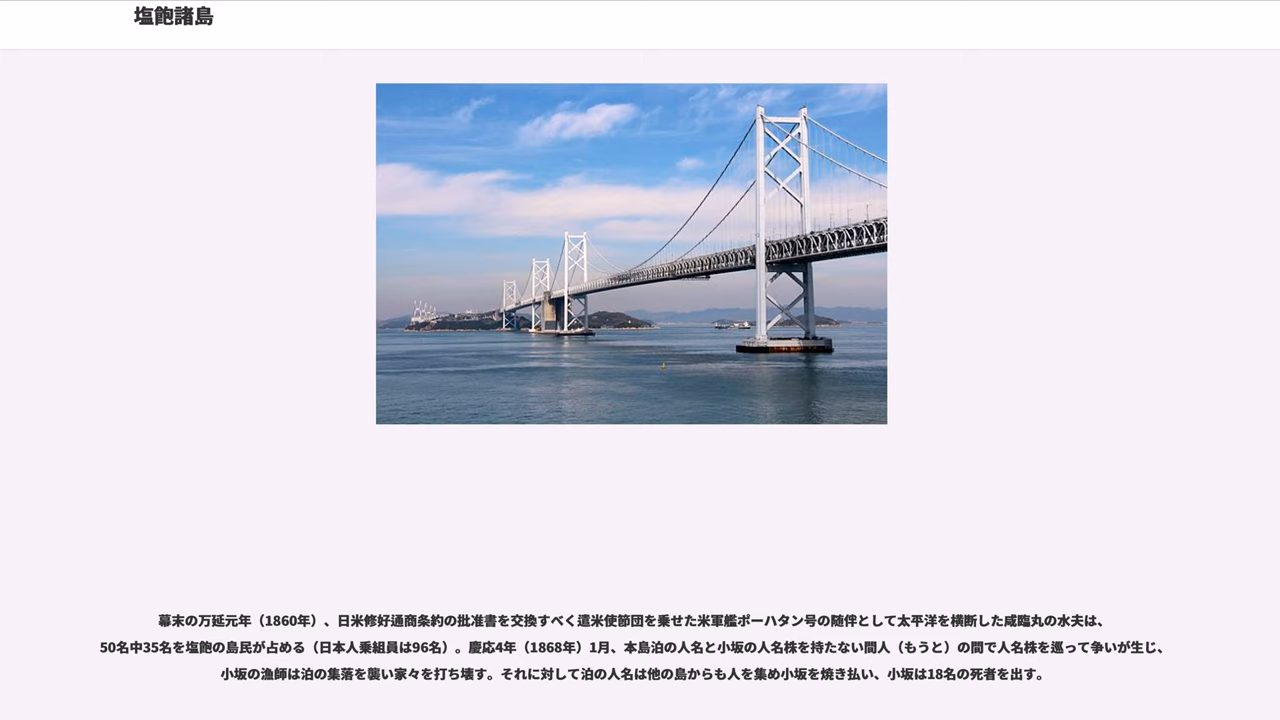 塩飽諸島
幕末の万延元年（1860年）、日米修好通商条約の批准書を交換すべく遣米使節団を乗せた米軍艦ポーハタン号の随伴として太平洋を横断した咸臨丸の水夫は、
50名中35名を塩飽の島民が占める（日本人乗組員は96名）。慶応4年（1868年）1月、本島泊の人名と小坂の人名株を持たない間人（もうと）の間で人名株を巡って争いが生じ、
小坂の漁師は泊の集落を襲い家々を打ち壊す。それに対して泊の人名は他の島からも人を集め小坂を焼き払い、小坂は18名の死者を出す。